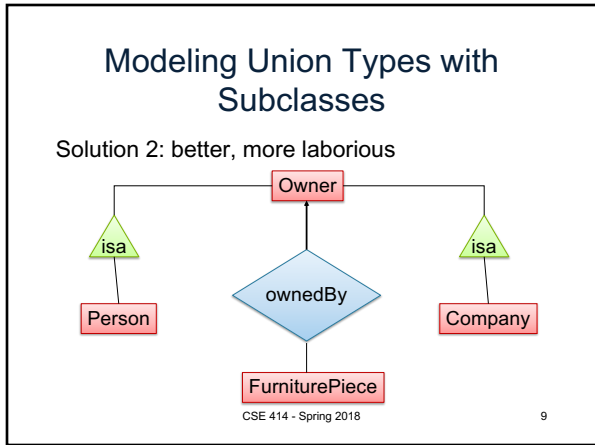 Modeling Union Types with
Subclasses
Solution 2: better, more laborious
Owner
isa
isa
ownedBy
Person
Company
FurniturePiece
CSE 414 - Spring 2018
9